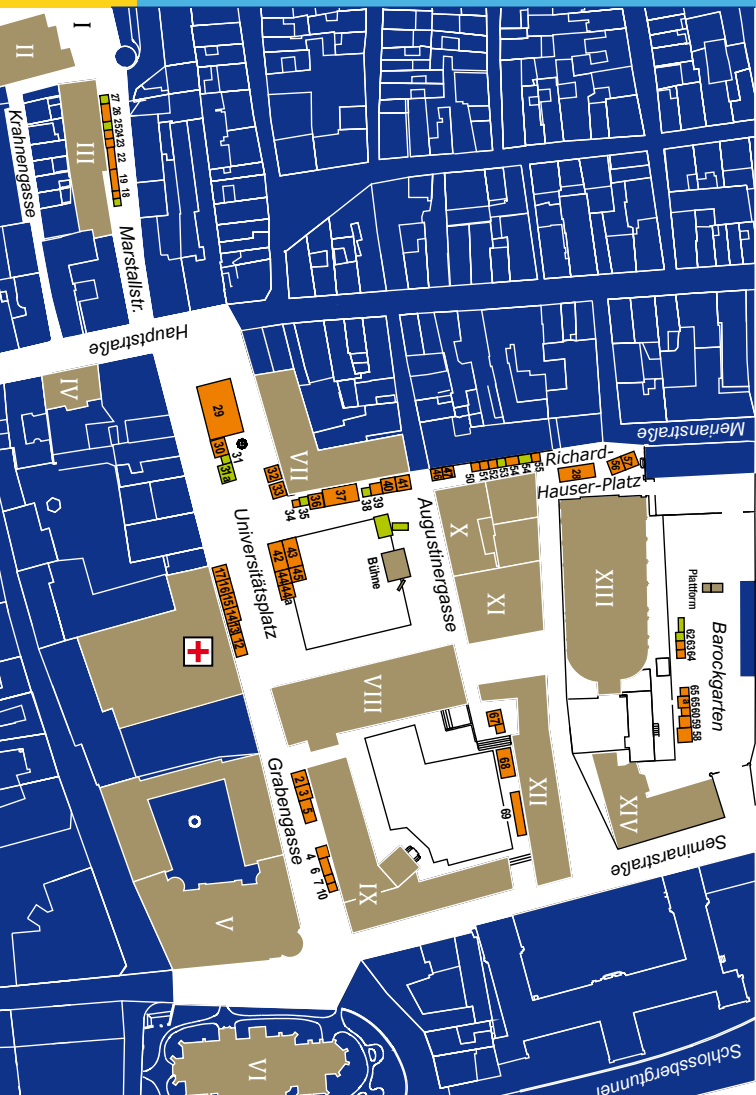 I
II
III
Krahnengasse
27 26 25 24 23 22 19 18
Marstallstr.
Hauptstraße
IV
29
30
31
31a
VII
32 33
34
35
36
37
38
39
40
41
42
43
44
45
44a
Bühne
Universitätsplatz
Augustinergasse
46
47
50
51
52
53
54
54
55
Richard-
Hauser-Platz
28
56
57
Merianstraße
X
XI
XIII
Plattform
Barockgarten
62 63 64
65 65a 60 59 58
17 16 15 14 13 12
VIII
67
68
69
XII
XIV
Seminarstraße
Grabengasse
2 3 5
4 6 7 10
IX
V
VI
Schlossbergtunnel